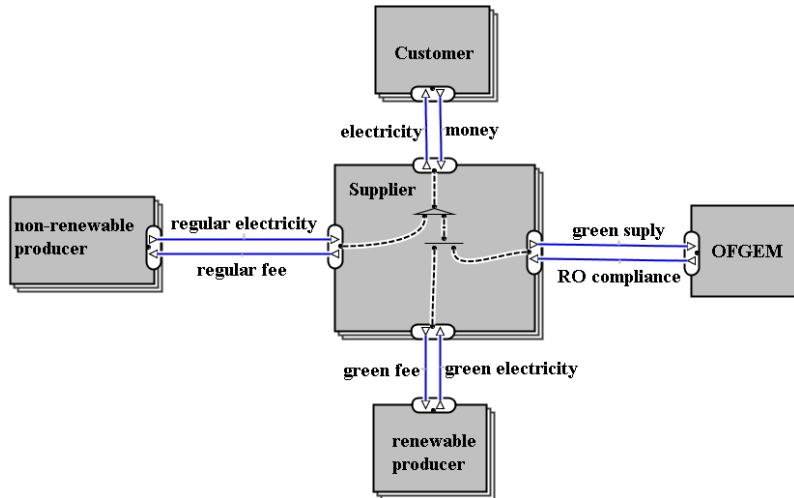 Customer
electricity
money
Supplier
non-renewable
producer
regular electricity
regular fee
green suply
RO compliance
OFGEM
green fee
green electricity
renewable
producer